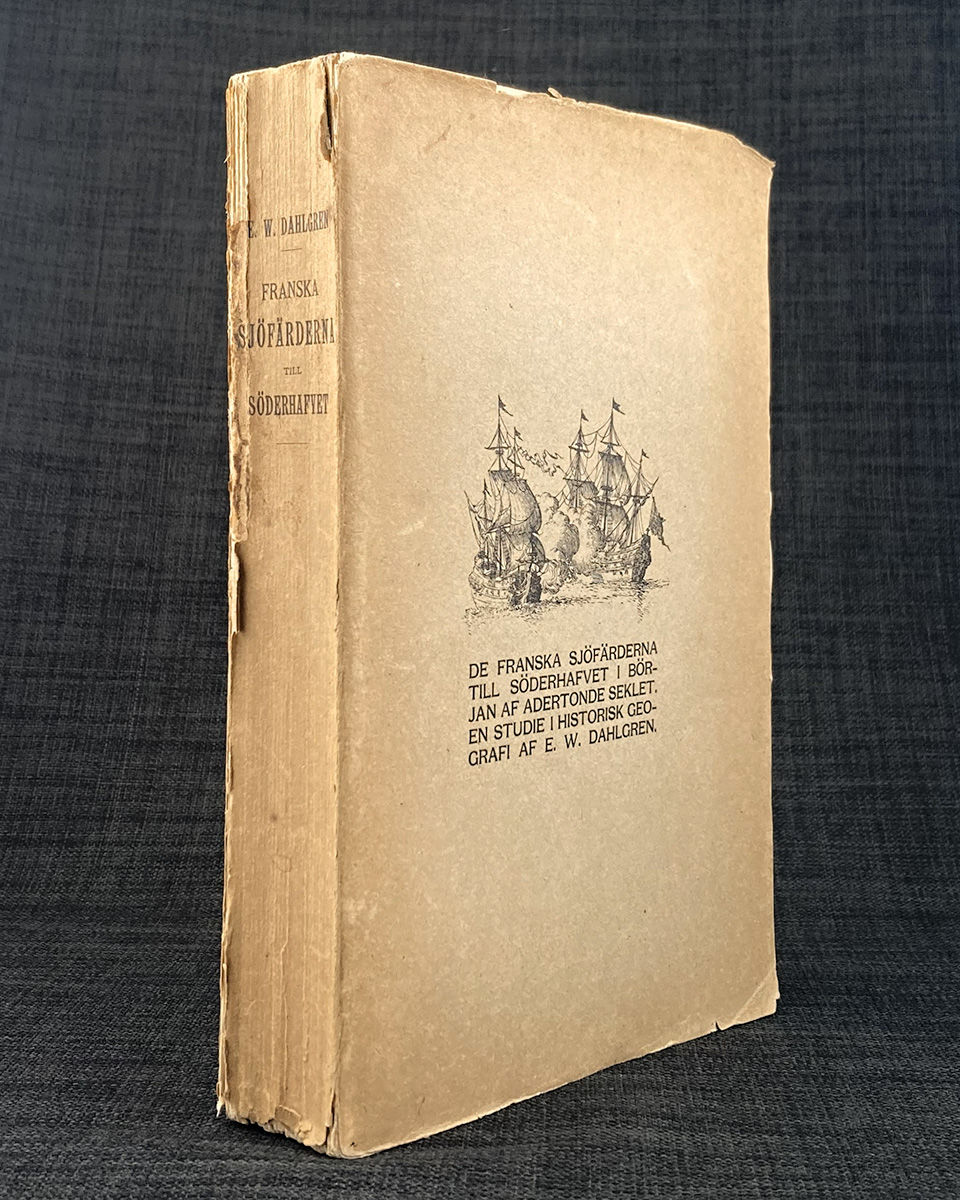 E. W. DAHLGREN
FRANSKA
SJÖFÄRDERNA
TILL
SÖDERHAFVET
DE FRANSKA SJÖFÄRDERNA
TILL SÖDERHAFVET I BÖR-
JAN AF ADERTONDE SEKLET.
EN STUDIE I HISTORISK GEO-
GRAFI AF E. W. DAHLGREN.